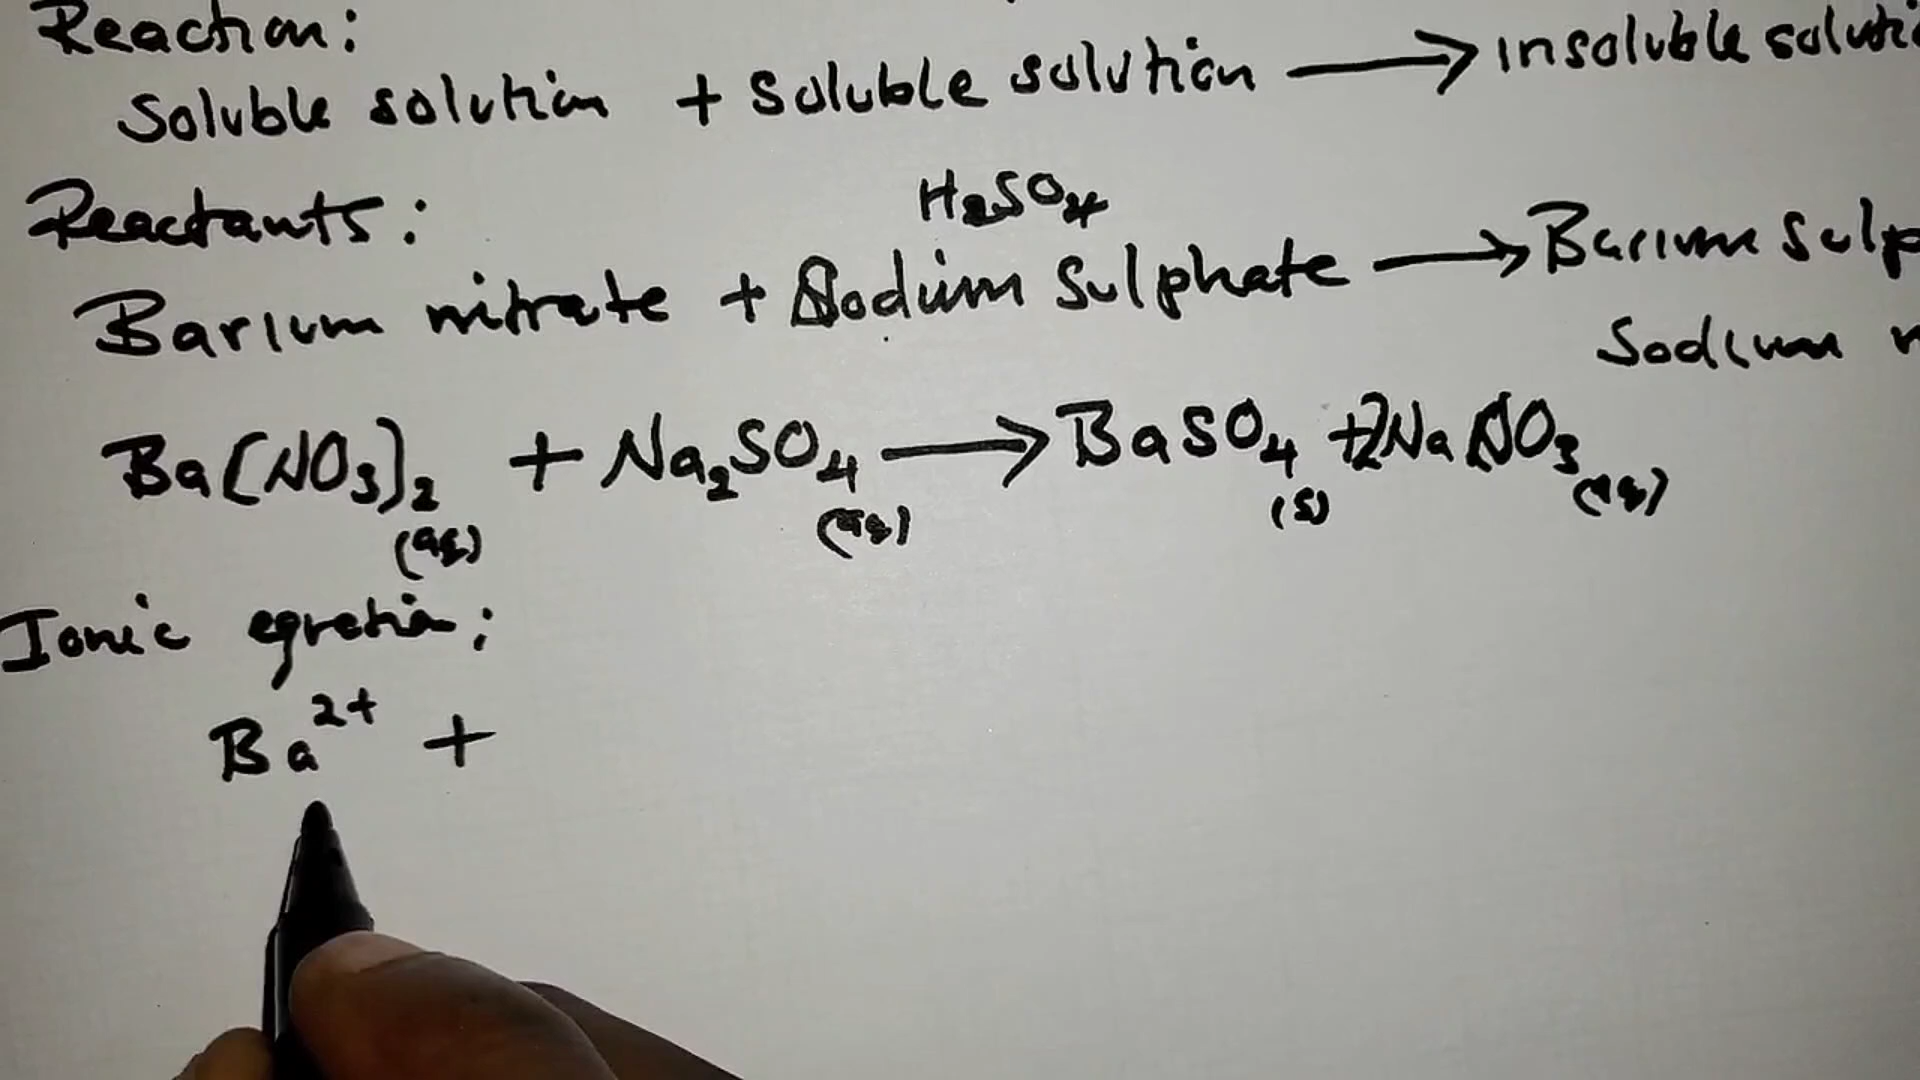 Reaction:
Soluble solution + soluble solution → insoluble
H2SO4
Reactants:
Barium nitrate + Sodium Sulphate → Barium Sulp
Sodium n
Ba(NO3)2(aq) + Na2SO4(aq) → BaSO4(s) + 2NaNO3(aq)
Ionic equation;
Ba2+ +